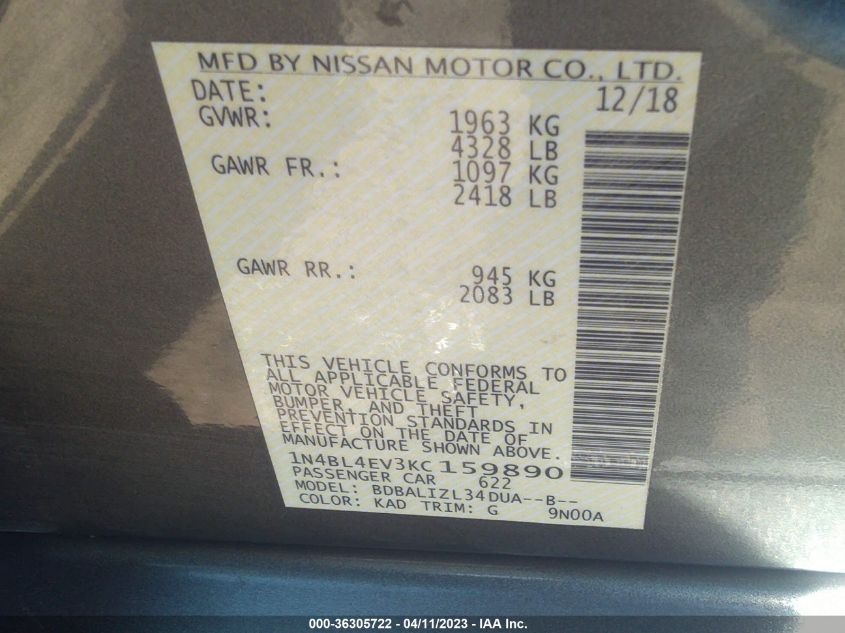 MFD BY NISSAN MOTOR CO., LTD.
DATE: 12/18
GVWR: 1963 KG
4328 LB
GAWR FR.: 1097 KG
2418 LB
GAWR RR.: 945 KG
2083 LB
THIS VEHICLE CONFORMS TO
ALL APPLICABLE FEDERAL
MOTOR VEHICLE SAFETY,
BUMPER, AND THEFT
PREVENTION STANDARDS IN
EFFECT ON THE DATE OF
MANUFACTURE SHOWN ABOVE.
1N4BL4EV3KC159890
PASSENGER CAR 622
MODEL: BDBALIZL34DUA--B--
COLOR: KAD TRIM: G 9N00A
000-36305722 - 04/11/2023 - IAA Inc.